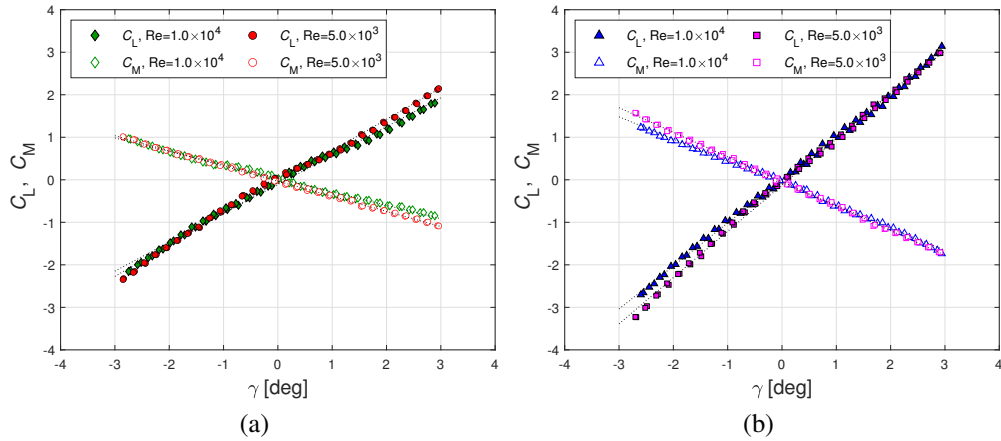 C_L, Re=1.0×10^4 C_L, Re=5.0×10^3
C_M, Re=1.0×10^4 C_M, Re=5.0×10^3
4
3
2
1
0
-1
-2
-3
-4
C_L, C_M
-4 -3 -2 -1 0 1 2 3 4
γ [deg]
(a)
C_L, Re=1.0×10^4 C_L, Re=5.0×10^3
C_M, Re=1.0×10^4 C_M, Re=5.0×10^3
4
3
2
1
0
-1
-2
-3
-4
C_L, C_M
-4 -3 -2 -1 0 1 2 3 4
γ [deg]
(b)